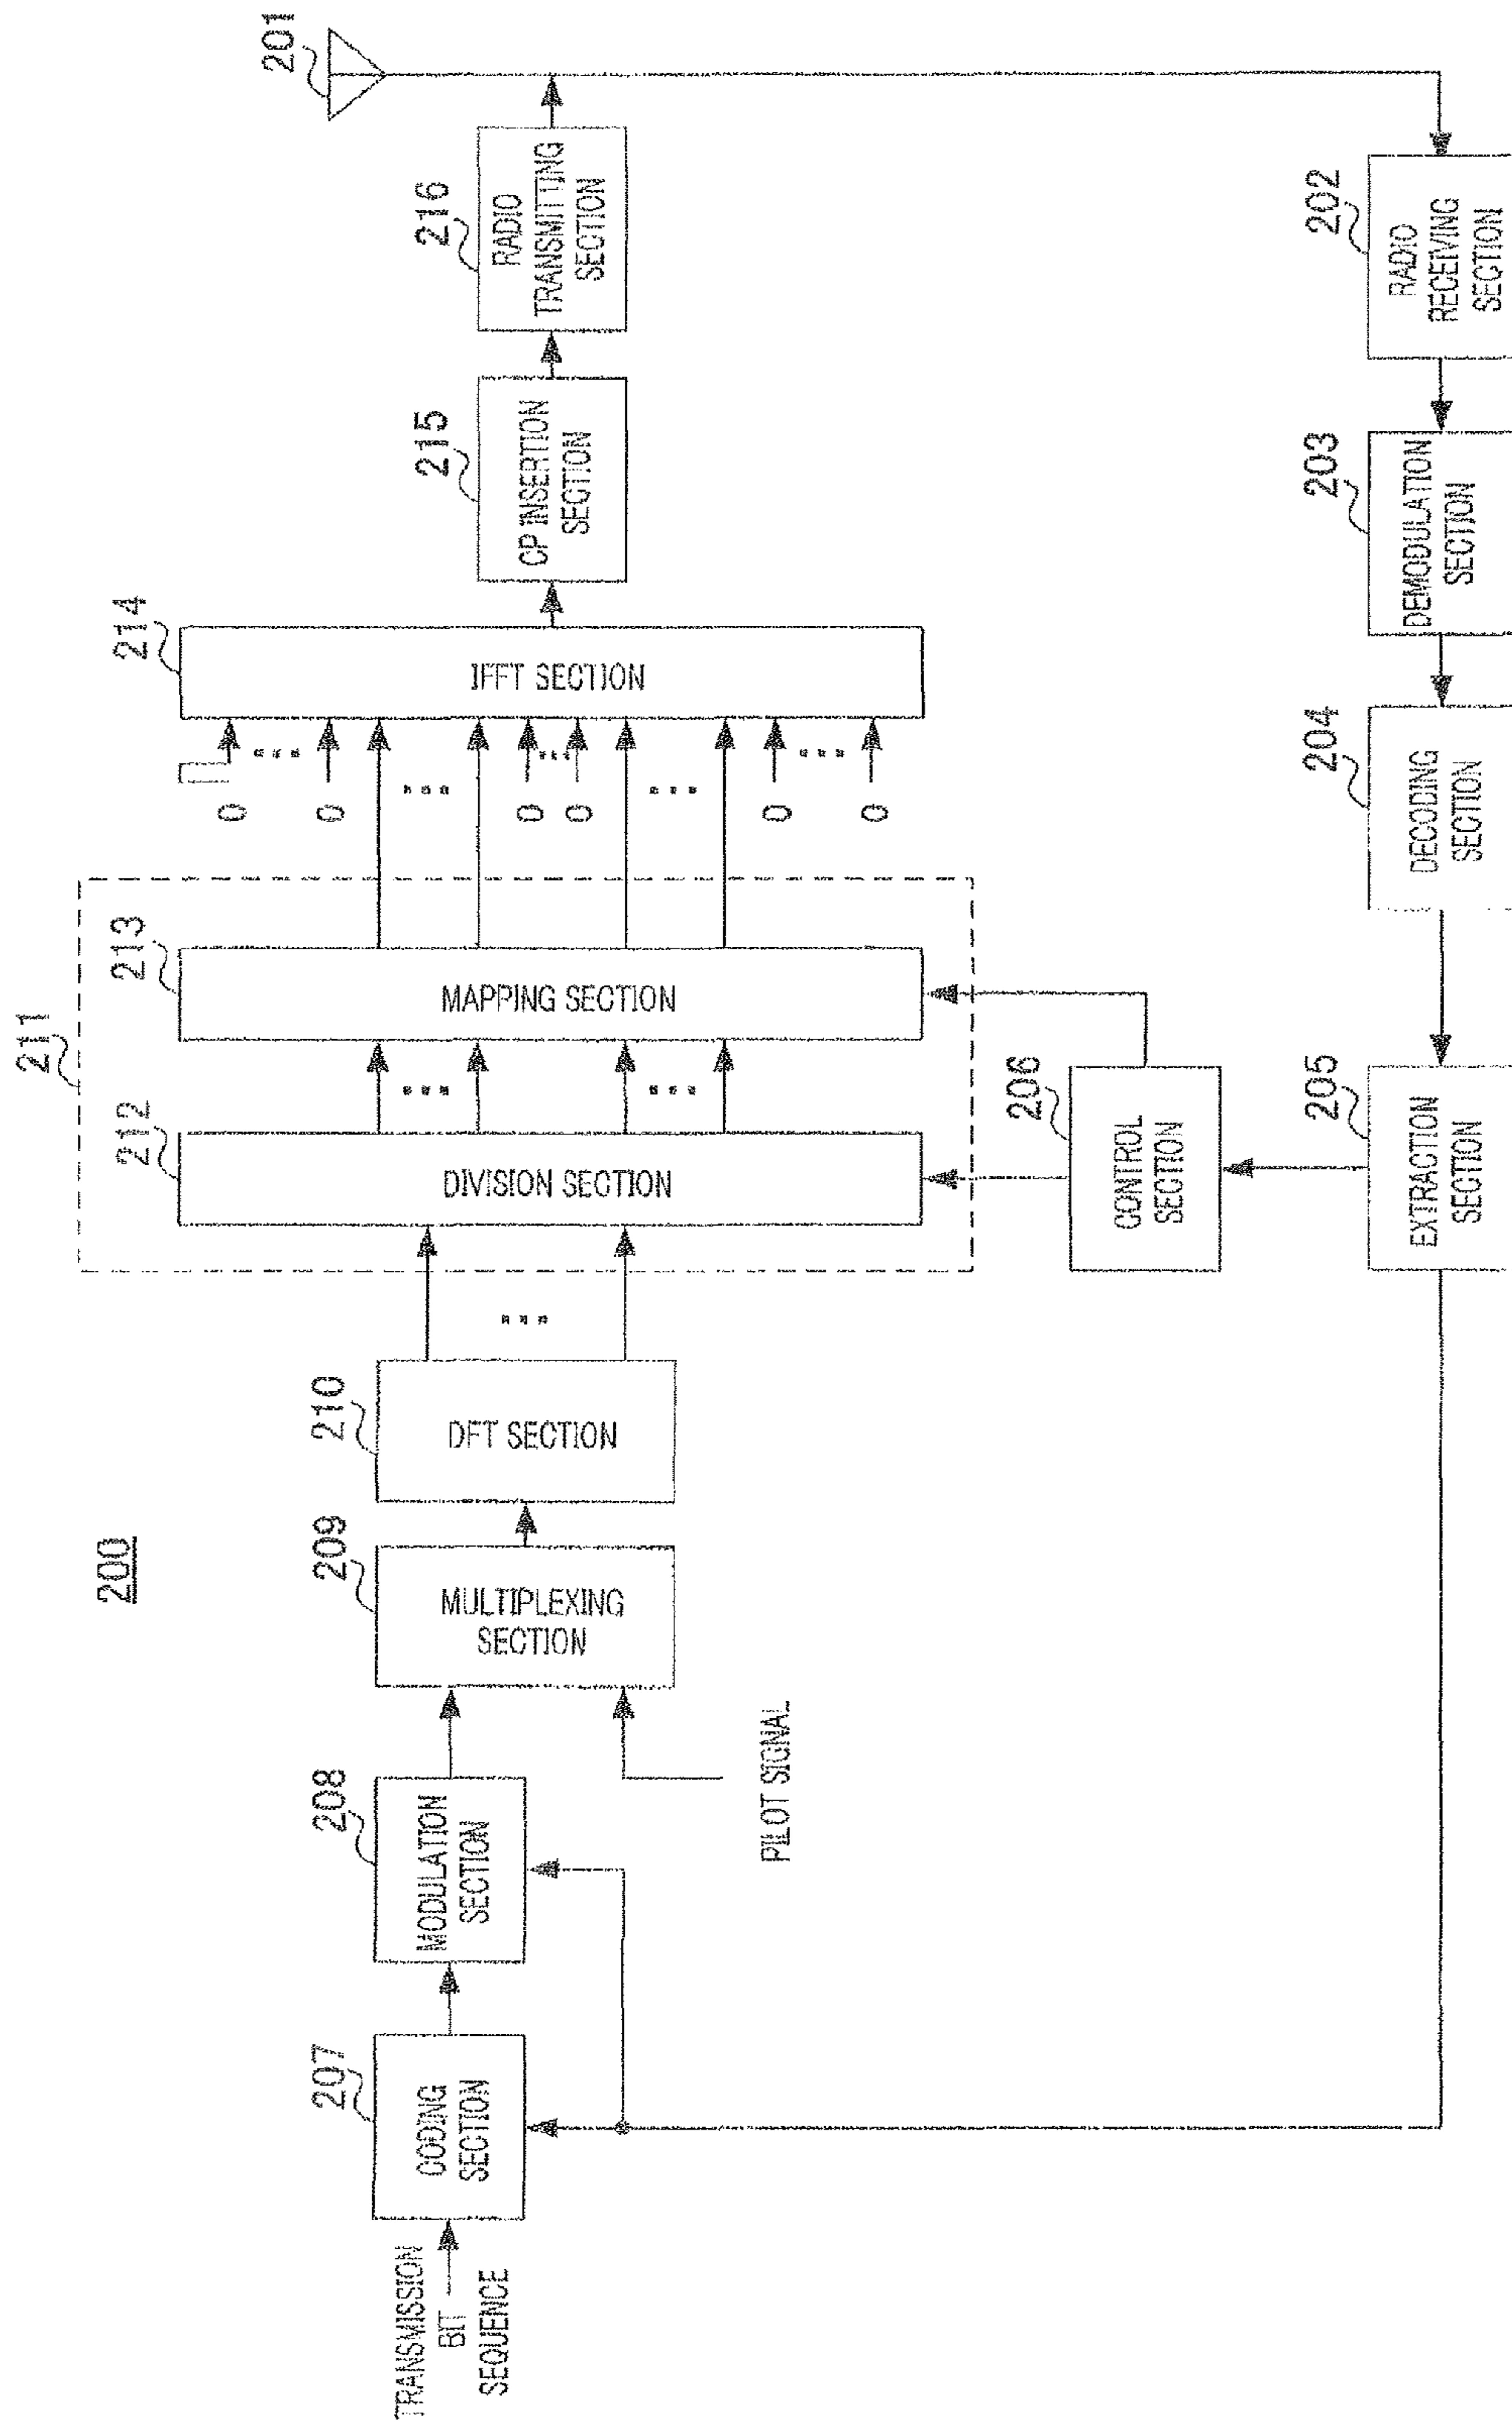 200
201
TRANSMISSION
BIT
SEQUENCE
207
CODING
SECTION
208
MODULATION
SECTION
PILOT SIGNAL
209
MULTIPLEXING
SECTION
210
DFT SECTION
...
211
212
DIVISION SECTION
...
...
213
MAPPING SECTION
0
...
0
...
0
...
0
...
0
...
0
214
IFFT SECTION
215
CP INSERTION
SECTION
216
RADIO
TRANSMITTING
SECTION
206
CONTROL
SECTION
205
EXTRACTION
SECTION
204
DECODING
SECTION
203
DEMODULATION
SECTION
202
RADIO
RECEIVING
SECTION